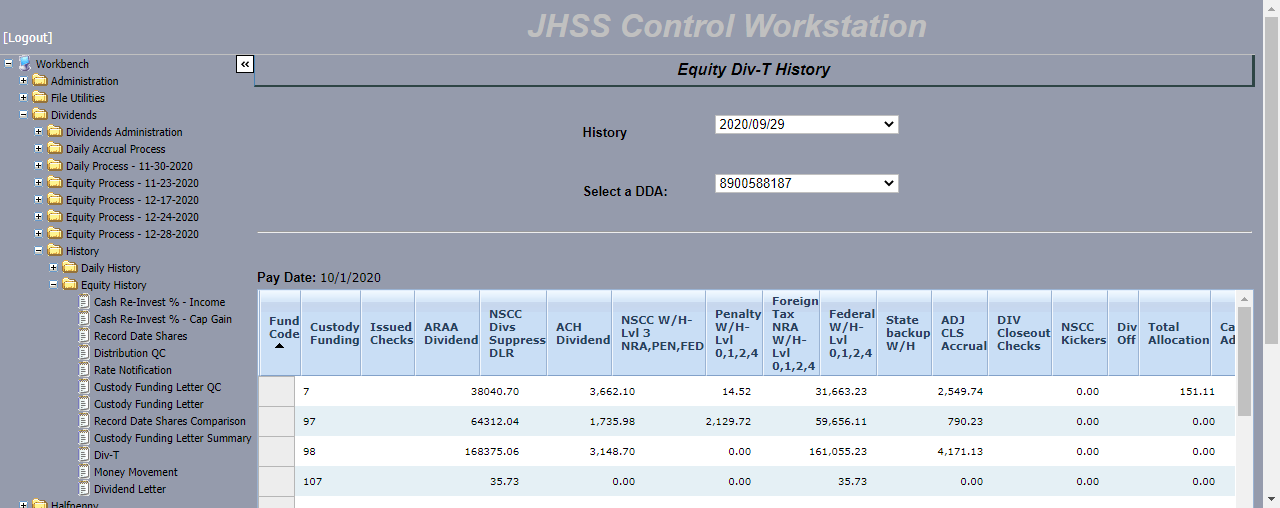 JHSS Control Workstation
[Logout]
Workbench
Administration
File Utilities
Dividends
Dividends Administration
Daily Accrual Process
Daily Process - 11-30-2020
Equity Process - 11-23-2020
Equity Process - 12-17-2020
Equity Process - 12-24-2020
Equity Process - 12-28-2020
History
Daily History
Equity History
Cash Re-Invest % - Income
Cash Re-Invest % - Cap Gain
Record Date Shares
Distribution QC
Rate Notification
Custody Funding Letter QC
Custody Funding Letter
Record Date Shares Comparison
Custody Funding Letter Summary
Div-T
Money Movement
Dividend Letter
Halfpenny
«
Equity Div-T History
History 2020/09/29
Select a DDA: 8900588187
Pay Date: 10/1/2020
Fund Code
Custody Funding
Issued Checks
ARAA Dividend
NSCC Divs Suppress DLR
ACH Dividend
NSCC W/H- Lvl 3 NRA,PEN,FED
Penalty W/H- Lvl 0,1,2,4
Foreign Tax NRA W/H- Lvl 0,1,2,4
Federal W/H- Lvl 0,1,2,4
State backup W/H
ADJ CLS Accrual
DIV Closeout Checks
NSCC Kickers
Div Off
Total Allocation
Ca Ad
7 38040.70 3,662.10 14.52 31,663.23 2,549.74 0.00 151.11
97 64312.04 1,735.98 2,129.72 59,656.11 790.23 0.00 0.00
98 168375.06 3,148.70 0.00 161,055.23 4,171.13 0.00 0.00
107 35.73 0.00 0.00 35.73 0.00 0.00 0.00